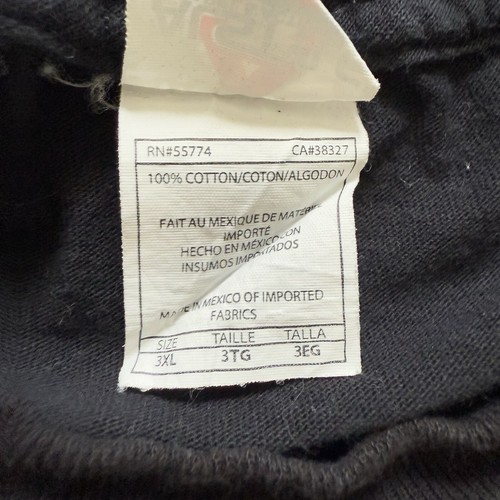 RN#55774 CA#38327
100% COTTON/COTON/ALGODON
FAIT AU MEXIQUE DE
IMPORTÉ
HECHO EN MÉXICO CON
INSUMOS IMPORTADOS
MADE IN MEXICO OF IMPORTED
FABRICS
SIZE TAILLE TALLA
3XL 3TG 3EG